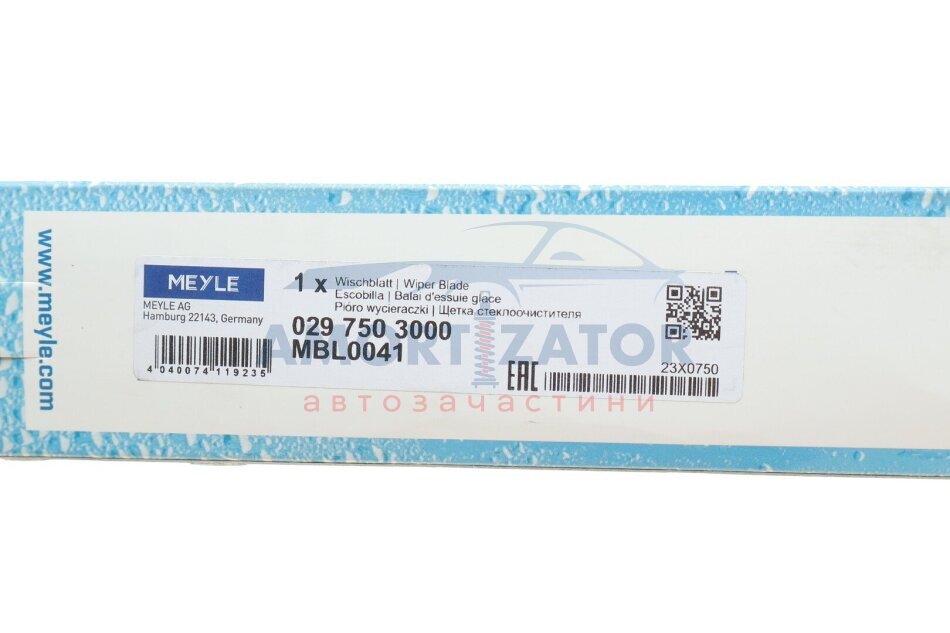 www.meyle.com
MEYLE
MEYLE AG
Hamburg 22143, Germany
4 040074 119235
1 x Wischblatt | Wiper Blade
Escobilla | Balai d'essuie glace
Pióro wycieraczki | Щетка стеклоочистителя
029 750 3000
MBL0041
EAC
23X0750
AMORTIZATOR
автозачастини